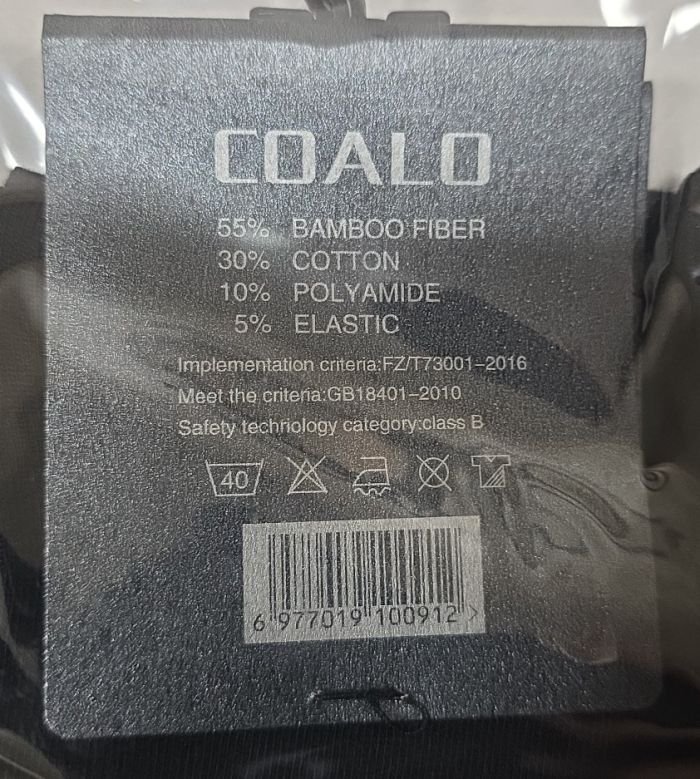 COALO
55% BAMBOO FIBER
30% COTTON
10% POLYAMIDE
5% ELASTIC
Implementation criteria:FZ/T73001-2016
Meet the criteria:GB18401-2010
Safety technology category:class B
40
6 977019 100912 >